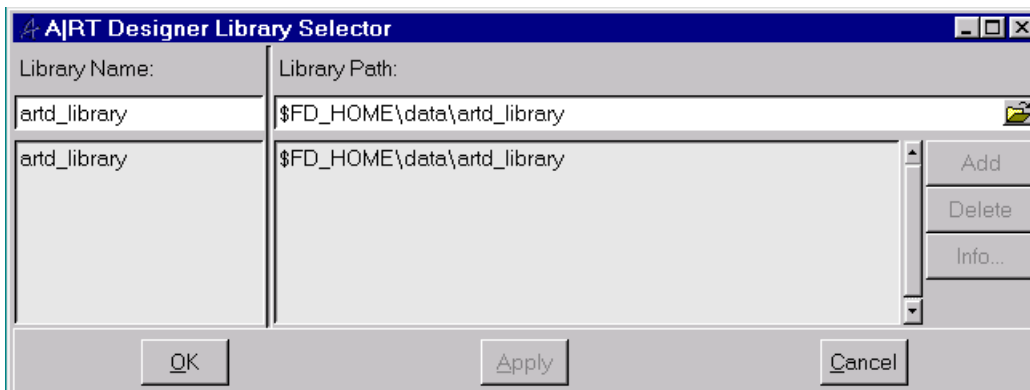 A|RT Designer Library Selector
Library Name: Library Path:
artd_library $FD_HOME\data\artd_library
artd_library $FD_HOME\data\artd_library
Add
Delete
Info...
OK Apply Cancel